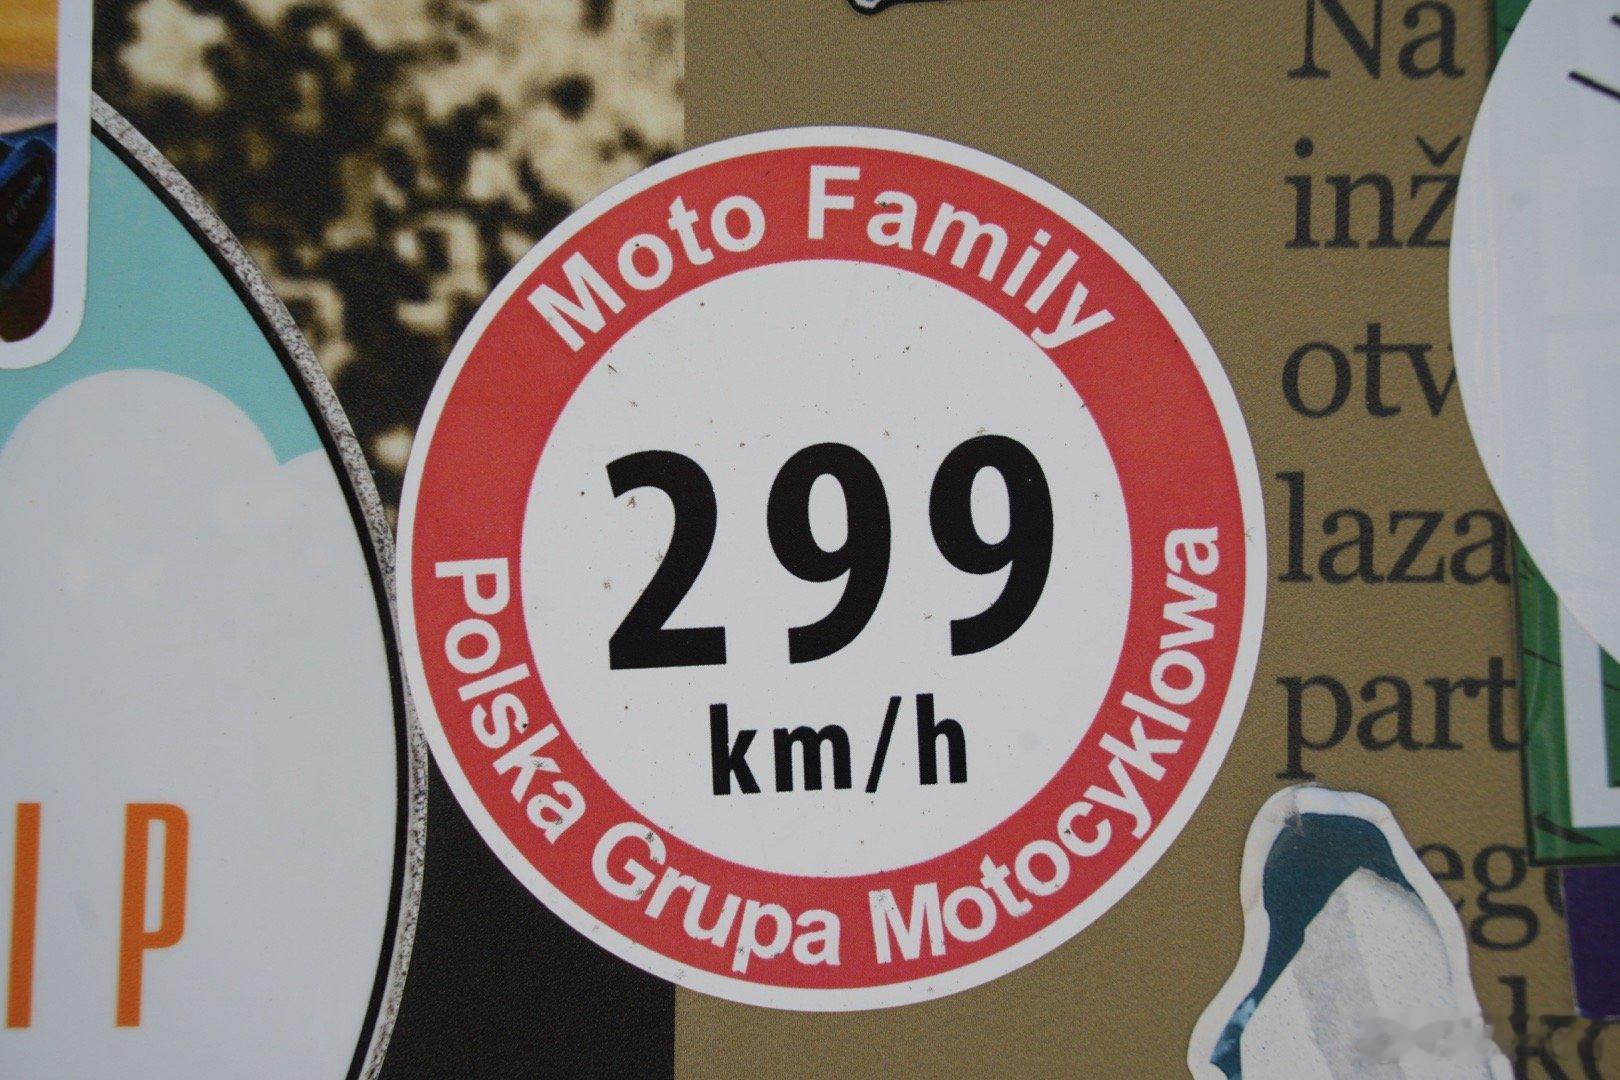 Moto Family
299
km/h
Polska Grupa Motocyklowa
IP
Na
inž
otv
laza
part